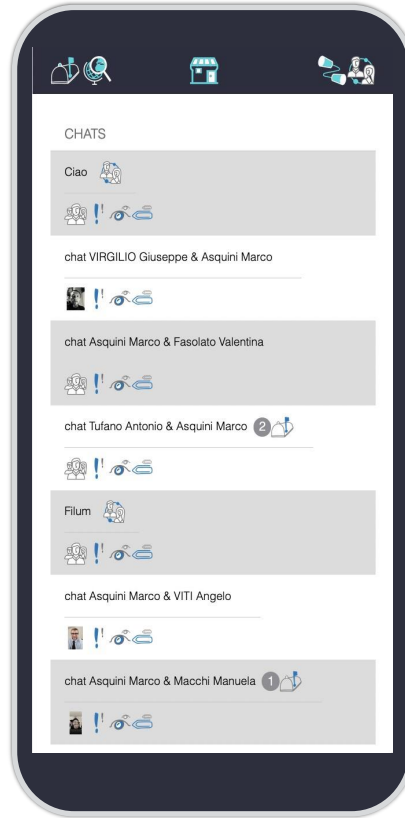 CHATS
Ciao
chat VIRGILIO Giuseppe & Asquini Marco
chat Asquini Marco & Fasolato Valentina
chat Tufano Antonio & Asquini Marco 2
Filum
chat Asquini Marco & VITI Angelo
chat Asquini Marco & Macchi Manuela 1